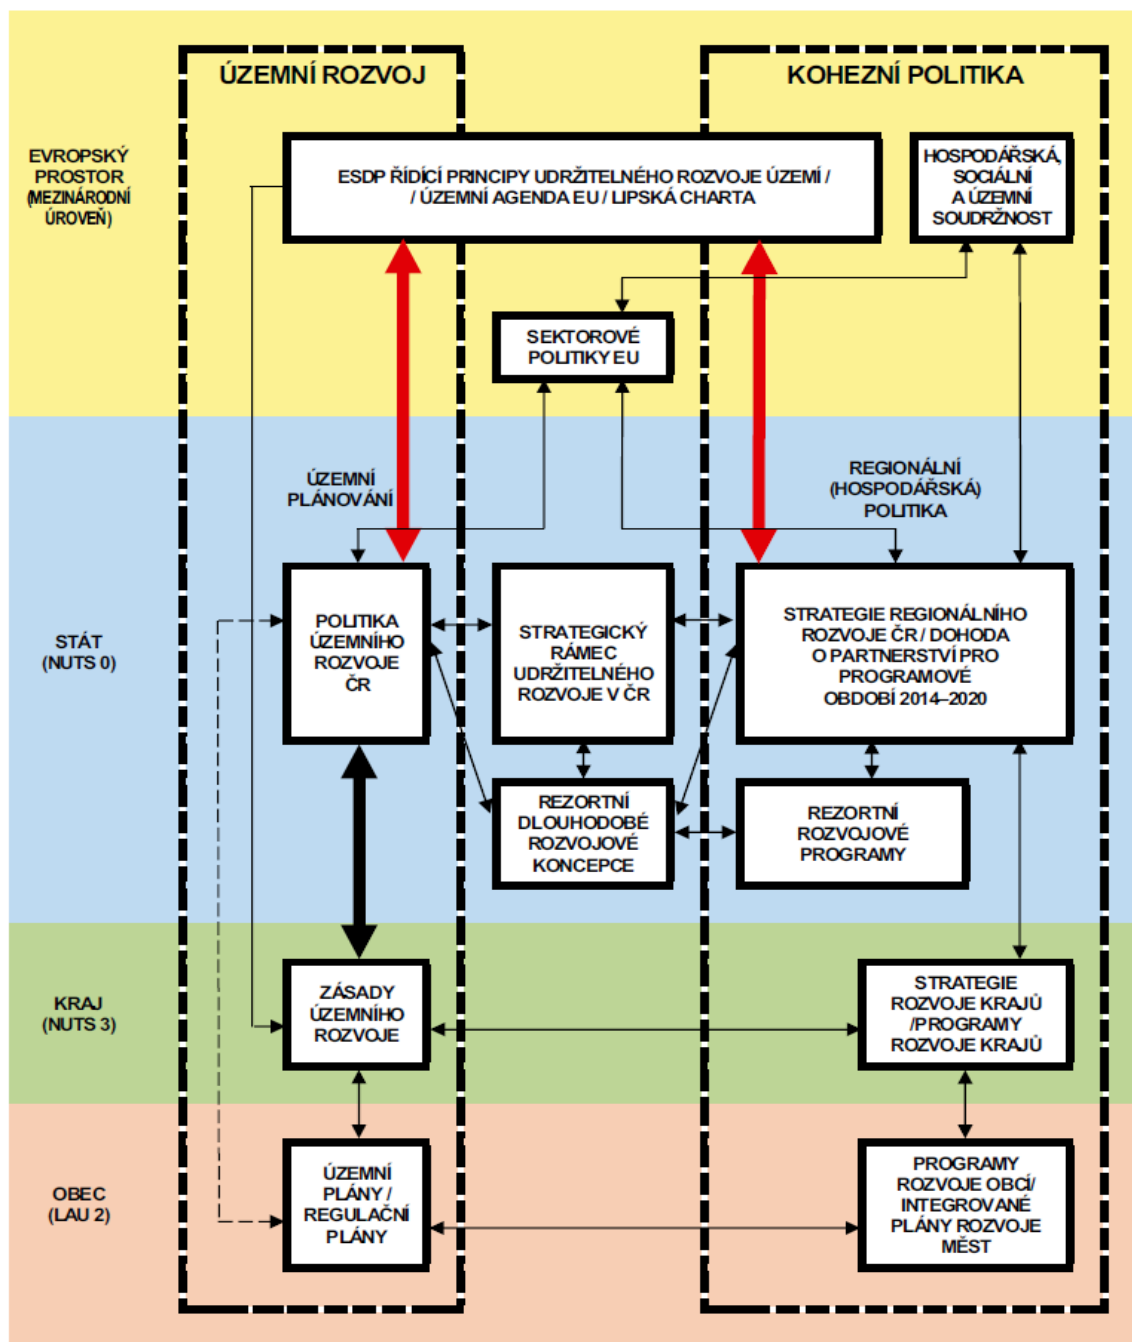 ÚZEMNÍ ROZVOJ
KOHEZNÍ POLITIKA
EVROPSKÝ
PROSTOR
(MEZINÁRODNÍ
ÚROVEŇ)
ESDP ŘÍDÍCÍ PRINCIPY UDRŽITELNÉHO ROZVOJE ÚZEMÍ /
/ ÚZEMNÍ AGENDA EU / LIPSKÁ CHARTA
HOSPODÁŘSKÁ,
SOCIÁLNÍ
A ÚZEMNÍ
SOUDRŽNOST
SEKTOROVÉ
POLITIKY EU
ÚZEMNÍ
PLÁNOVÁNÍ
REGIONÁLNÍ
(HOSPODÁŘSKÁ)
POLITIKA
STÁT
(NUTS 0)
POLITIKA
ÚZEMNÍHO
ROZVOJE
ČR
STRATEGICKÝ
RÁMEC
UDRŽITELNÉHO
ROZVOJE V ČR
STRATEGIE REGIONÁLNÍHO
ROZVOJE ČR / DOHODA
O PARTNERSTVÍ PRO
PROGRAMOVÉ
OBDOBÍ 2014–2020
REZORTNÍ
DLOUHODOBÉ
ROZVOJOVÉ
KONCEPCE
REZORTNÍ
ROZVOJOVÉ
PROGRAMY
KRAJ
(NUTS 3)
ZÁSADY
ÚZEMNÍHO
ROZVOJE
STRATEGIE
ROZVOJE KRAJŮ
/PROGRAMY
ROZVOJE KRAJŮ
OBEC
(LAU 2)
ÚZEMNÍ
PLÁNY /
REGULAČNÍ
PLÁNY
PROGRAMY
ROZVOJE OBCÍ/
INTEGROVANÉ
PLÁNY ROZVOJE
MĚST